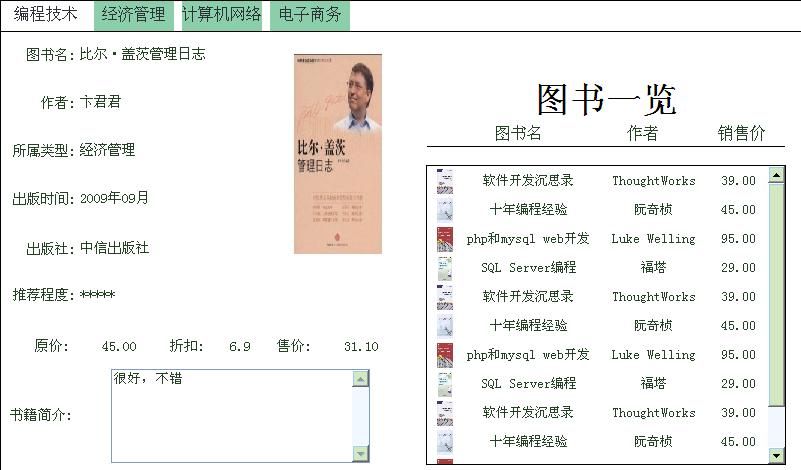 编程技术 经济管理 计算机网络 电子商务
图书名: 比尔·盖茨管理日志
作者: 卞君君
所属类型: 经济管理
出版时间: 2009年09月
出版社: 中信出版社
推荐程度: *****
原价: 45.00 折扣: 6.9 售价: 31.10
书籍简介: 很好，不错
比尔·盖茨
管理日志
图书一览
图书名 作者 销售价
软件开发沉思录 ThoughtWorks 39.00
十年编程经验 阮奇桢 45.00
php和mysql web开发 Luke Welling 95.00
SQL Server编程 福塔 29.00
软件开发沉思录 ThoughtWorks 39.00
十年编程经验 阮奇桢 45.00
php和mysql web开发 Luke Welling 95.00
SQL Server编程 福塔 29.00
软件开发沉思录 ThoughtWorks 39.00
十年编程经验 阮奇桢 45.00